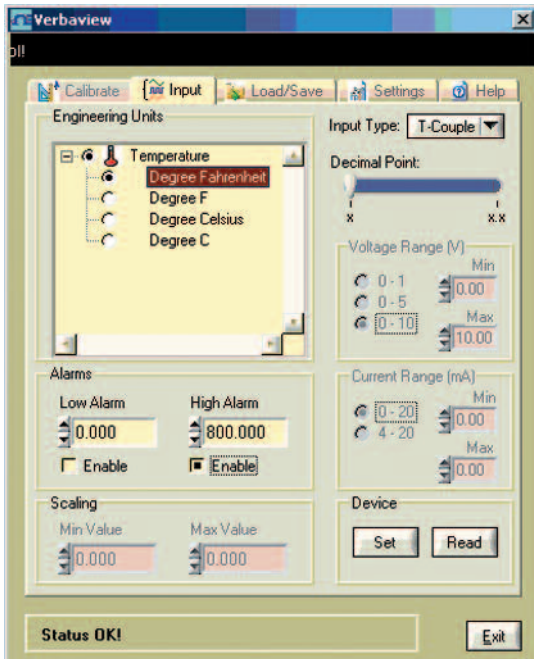 Verbaview
ol!
Calibrate Input Load/Save Settings Help
Engineering Units
Temperature
Degree Fahrenheit
Degree F
Degree Celsius
Degree C
Input Type: T-Couple
Decimal Point:
x x.x
Voltage Range (V)
0 - 1
0 - 5
0 - 10
Min
0.00
Max
10.00
Alarms
Low Alarm High Alarm
0.000 800.000
Enable Enable
Current Range (mA)
0 - 20
4 - 20
Min
0.00
Max
0.00
Scaling
Min Value Max Value
0.000 0.000
Device
Set Read
Status OK!
Exit